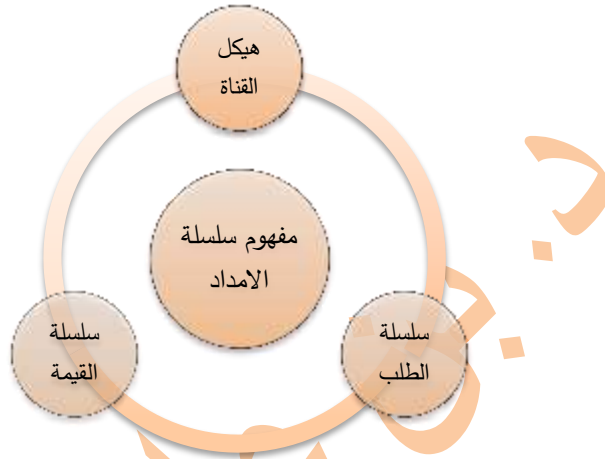 هيكل
القناة
مفهوم سلسلة
الامداد
سلسلة
الطلب
سلسلة
القيمة